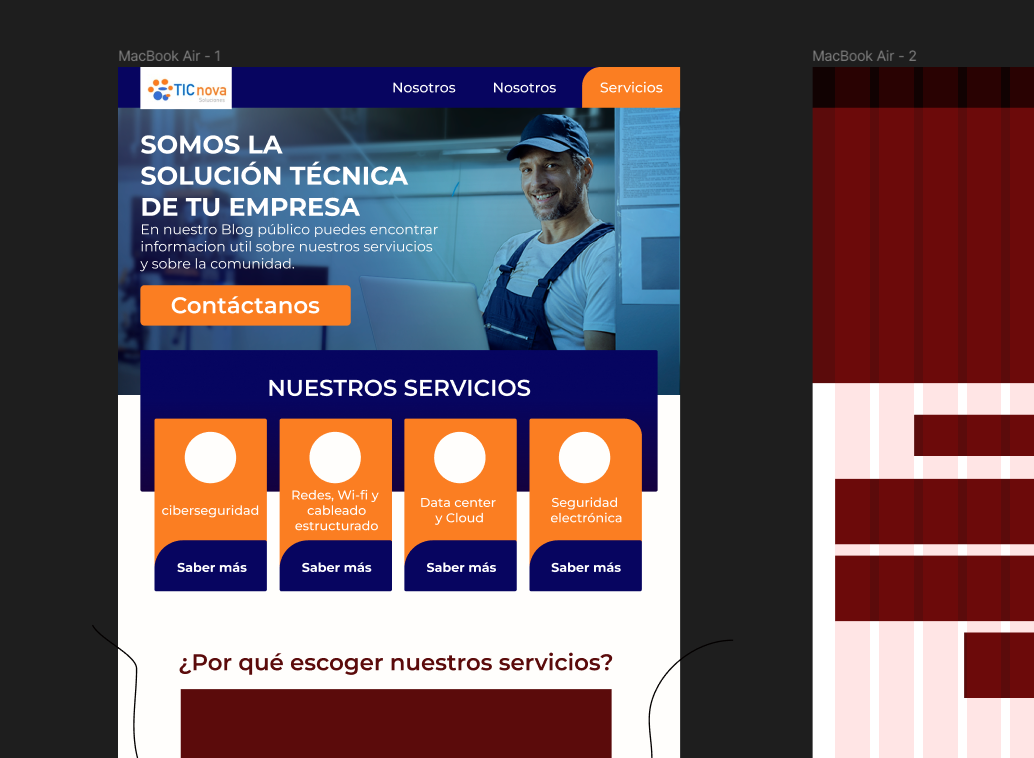 MacBook Air - 1
MacBook Air - 2
TIC nova
Soluciones
Nosotros
Nosotros
Servicios
SOMOS LA
SOLUCIÓN TÉCNICA
DE TU EMPRESA
En nuestro Blog público puedes encontrar
informacion util sobre nuestros serviucios
y sobre la comunidad.
Contáctanos
NUESTROS SERVICIOS
ciberseguridad
Redes, Wi-fi y
cableado
estructurado
Data center
y Cloud
Seguridad
electrónica
Saber más
Saber más
Saber más
Saber más
¿Por qué escoger nuestros servicios?